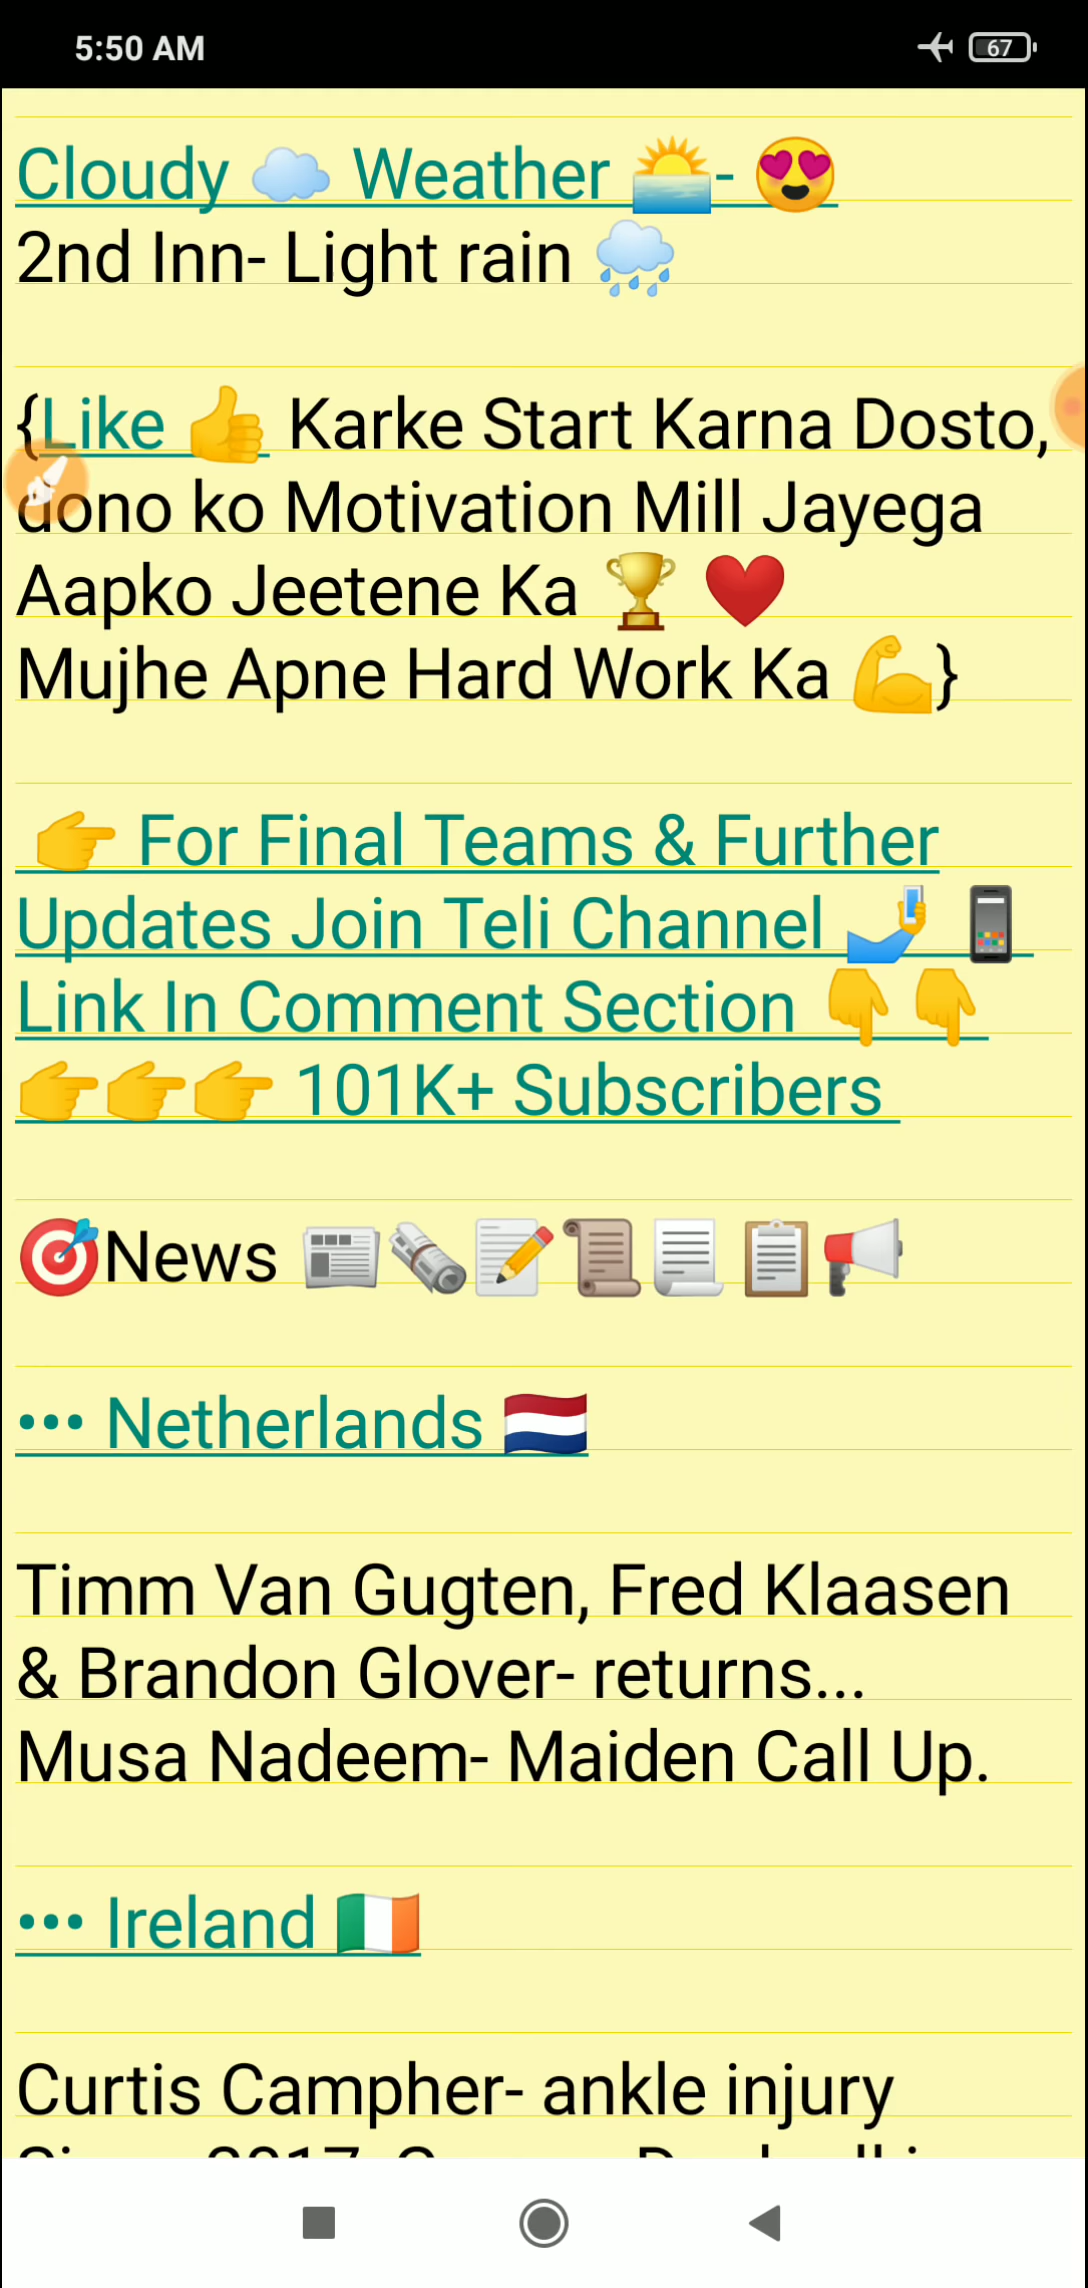 5:50 AM 67
Cloudy ☁️ Weather 🌅- 😍
2nd Inn- Light rain 🌧️
{Like 👍 Karke Start Karna Dosto,
dono ko Motivation Mill Jayega
Aapko Jeetene Ka 🏆 ❤️
Mujhe Apne Hard Work Ka 💪}
👉 For Final Teams & Further
Updates Join Teli Channel 🤳 📱
Link In Comment Section 👇👇
👉👉👉 101K+ Subscribers
🎯News 📰🗞️📝📜📃📋📢
••• Netherlands 🇳🇱
Timm Van Gugten, Fred Klaasen
& Brandon Glover- returns...
Musa Nadeem- Maiden Call Up.
••• Ireland 🇮🇪
Curtis Campher- ankle injury